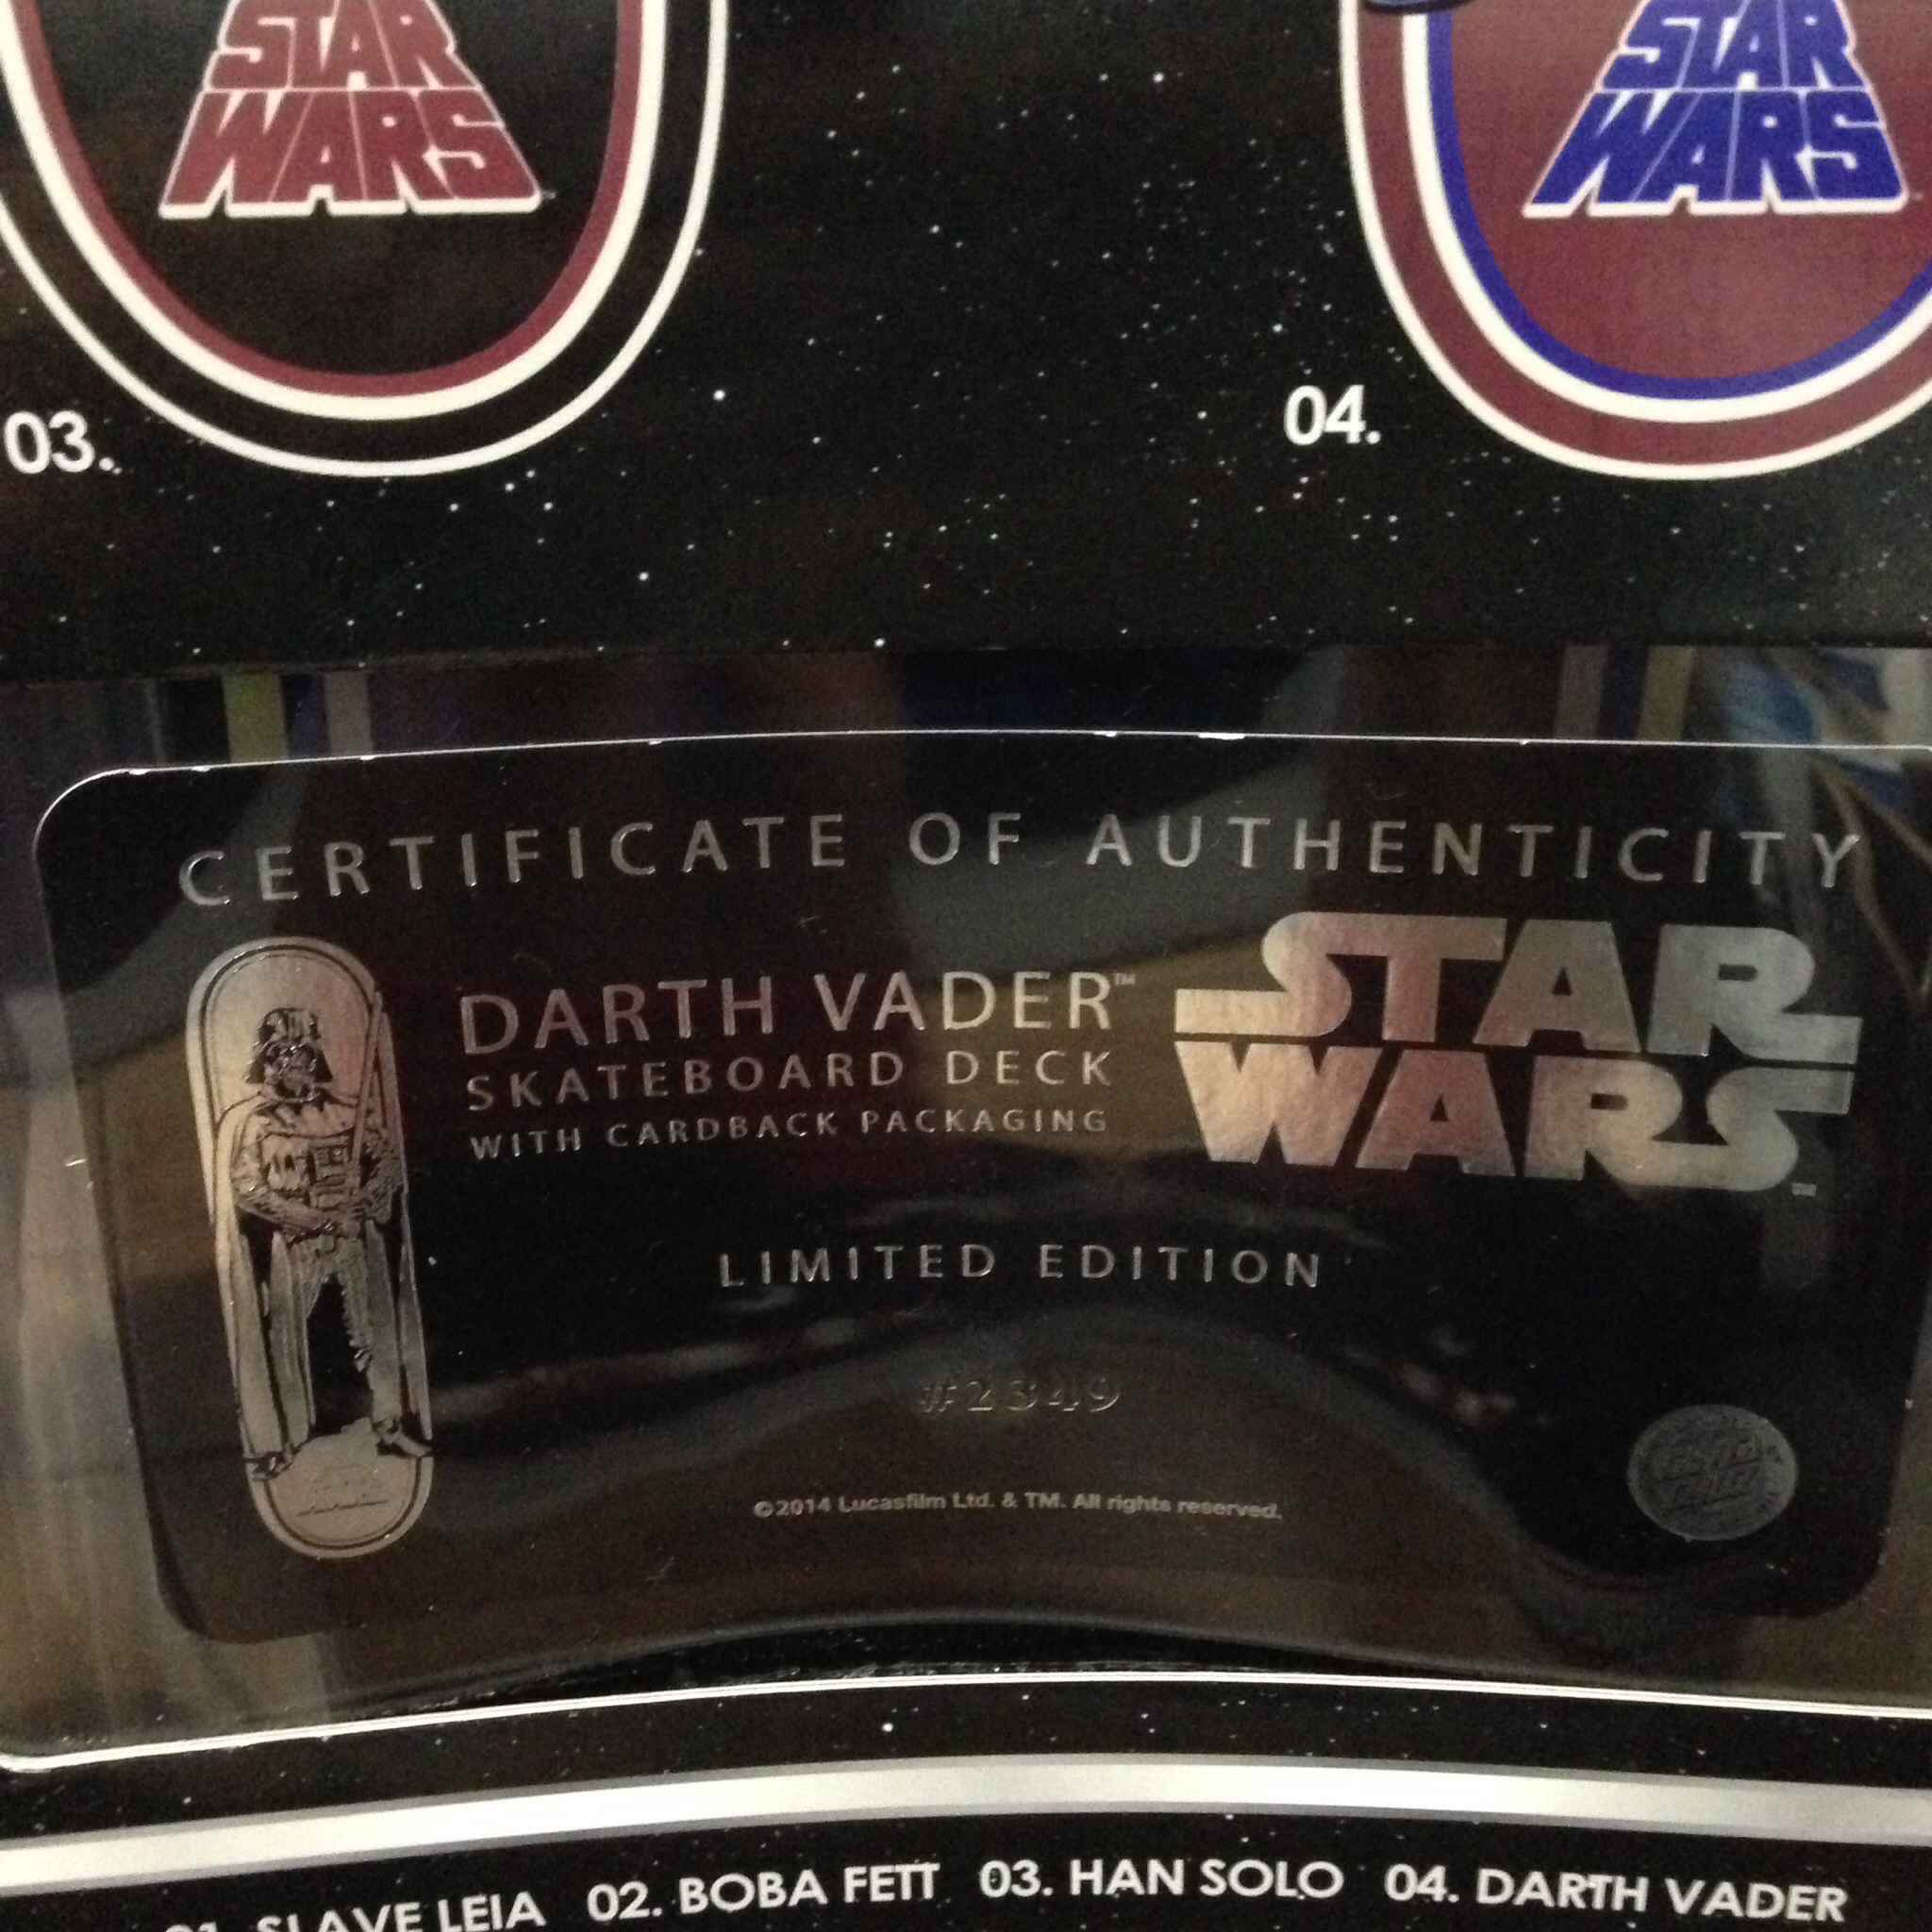 STAR
WARS
STAR
WARS
03.
04.
CERTIFICATE OF AUTHENTICITY
DARTH VADER™
SKATEBOARD DECK
WITH CARDBACK PACKAGING
STAR
WARS
TM
LIMITED EDITION
#2349
©2014 Lucasfilm Ltd. & TM. All rights reserved.
01. SLAVE LEIA 02. BOBA FETT 03. HAN SOLO 04. DARTH VADER